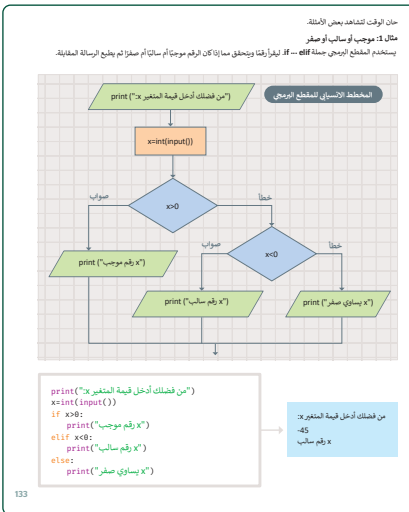 حان الوقت لتشاهد بعض الأمثلة.
مثال 1: موجب أو سالب أو صفر
يستخدم المقطع البرمجي جملة if ... elif، ليقرأ رقمًا ويتحقق مما إذا كان الرقم موجبًا أم سالبًا أم صفرًا ثم يطبع الرسالة المقابلة.
المخطط الانسيابي للمقطع البرمجي
print ("من فضلك أدخل قيمة المتغير x:")
x=int(input())
x>0
صواب
خطأ
x<0
صواب
خطأ
print ("x رقم موجب")
print ("x رقم سالب")
print ("x يساوي صفر")
print("من فضلك أدخل قيمة المتغير x:")
x=int(input())
if x>0:
print("x رقم موجب")
elif x<0:
print("x رقم سالب")
else:
print("x يساوي صفر")
من فضلك أدخل قيمة المتغير x:
-45
x رقم سالب
133